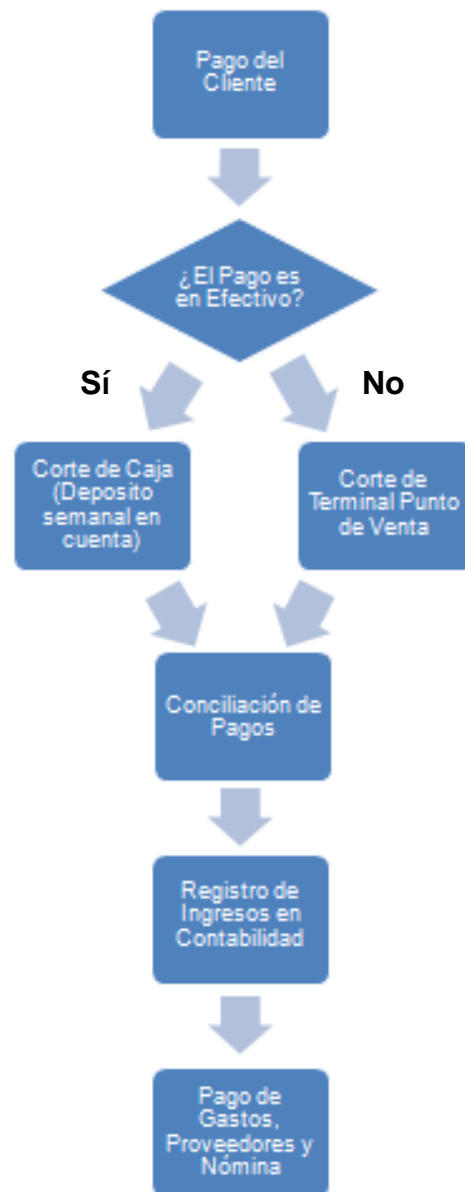 Pago del
Cliente
¿El Pago es
en Efectivo?
Sí
No
Corte de Caja
(Deposito
semanal en
cuenta)
Corte de
Terminal Punto
de Venta
Conciliación de
Pagos
Registro de
Ingresos en
Contabilidad
Pago de
Gastos,
Proveedores y
Nómina